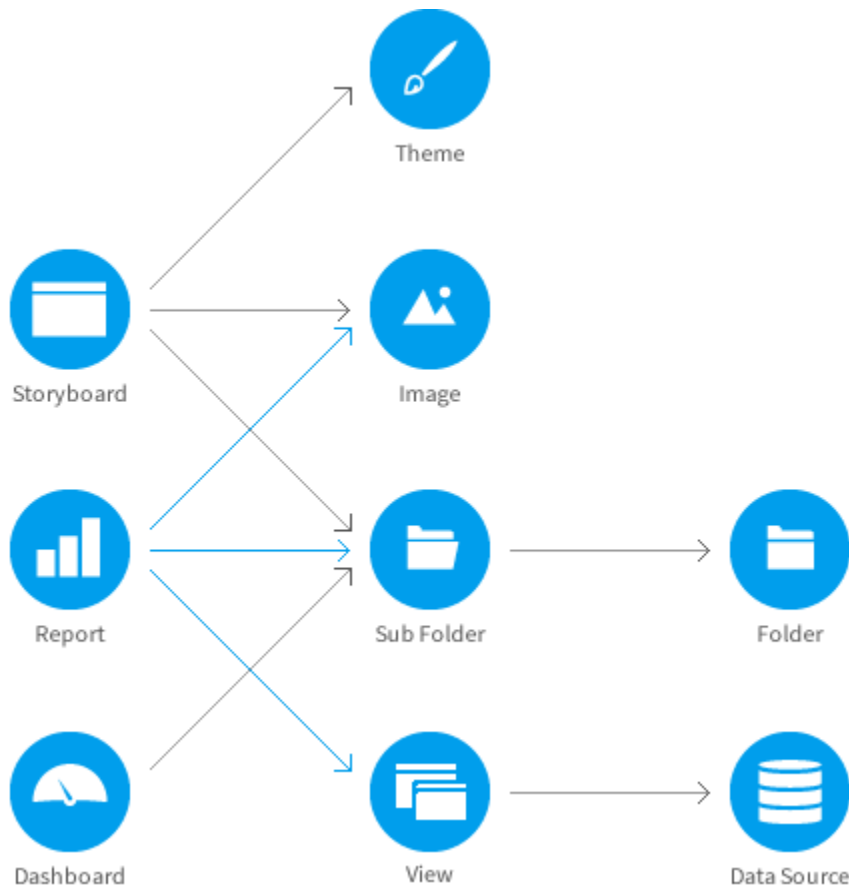 Theme
Storyboard
Image
Report
Sub Folder
Folder
Dashboard
View
Data Source